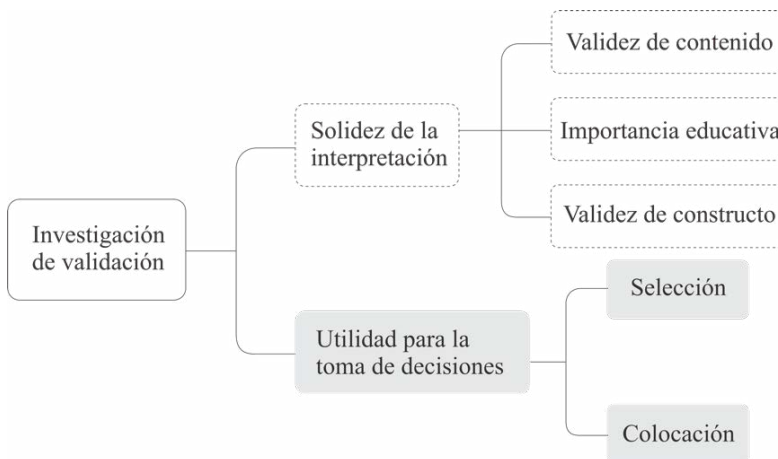 Validez de contenido
Solidez de la
interpretación
Importancia educativa
Validez de constructo
Investigación
de validación
Selección
Utilidad para la
toma de decisiones
Colocación